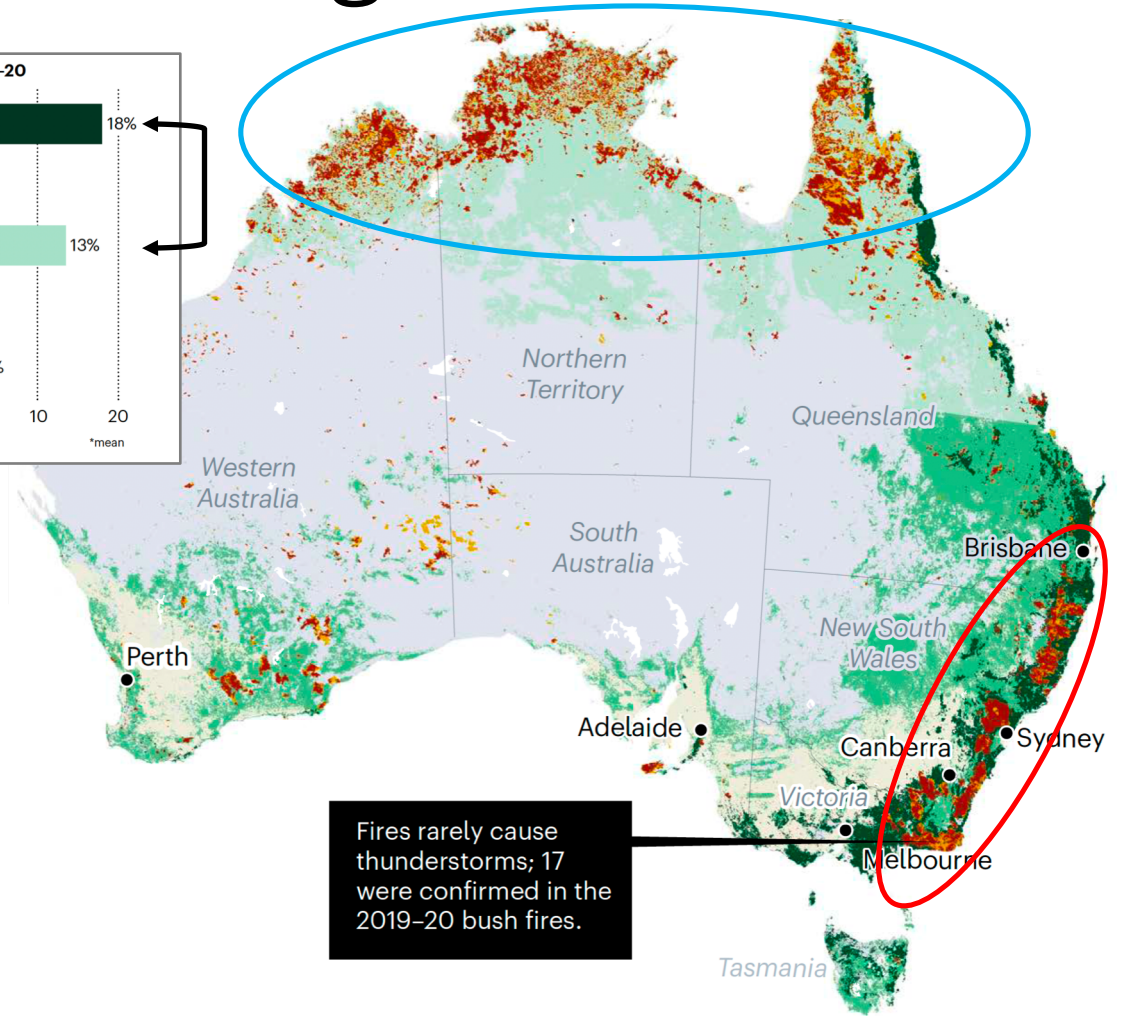 -20
18%
13%
%
10 20
*mean
Northern
Territory
Queensland
Western
Australia
South
Australia
Brisbane
New South
Wales
Perth
Adelaide
Sydney
Canberra
Victoria
Melbourne
Fires rarely cause
thunderstorms; 17
were confirmed in the
2019–20 bush fires.
Tasmania